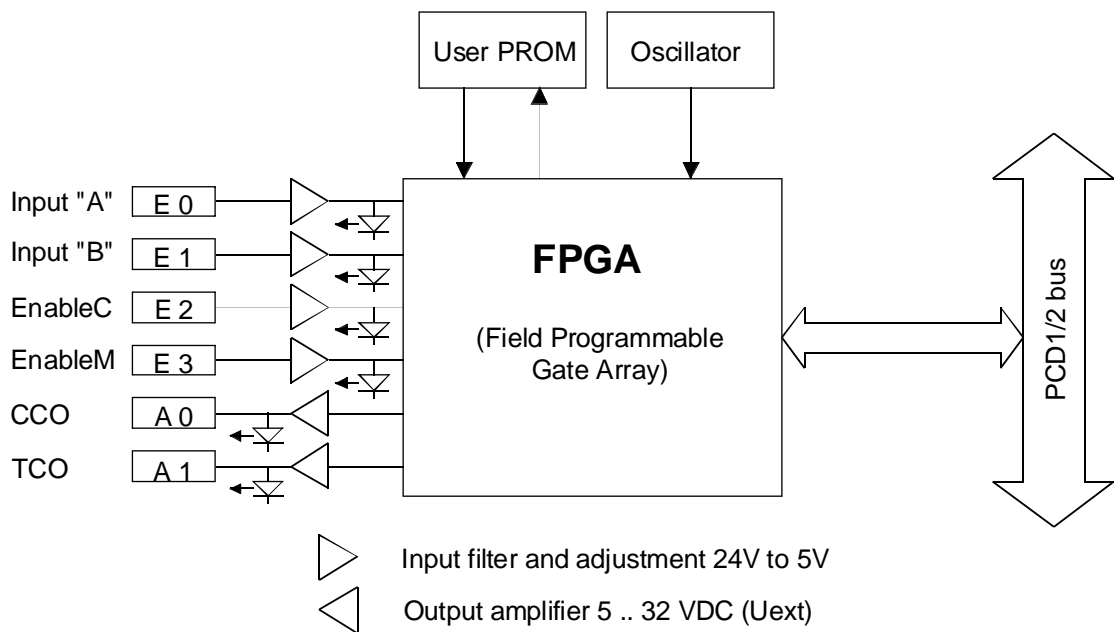 User PROM
Oscillator
Input "A"
E 0
Input "B"
E 1
EnableC
E 2
EnableM
E 3
CCO
A 0
TCO
A 1
FPGA
(Field Programmable
Gate Array)
PCD1/2 bus
Input filter and adjustment 24V to 5V
Output amplifier 5 .. 32 VDC (Uext)